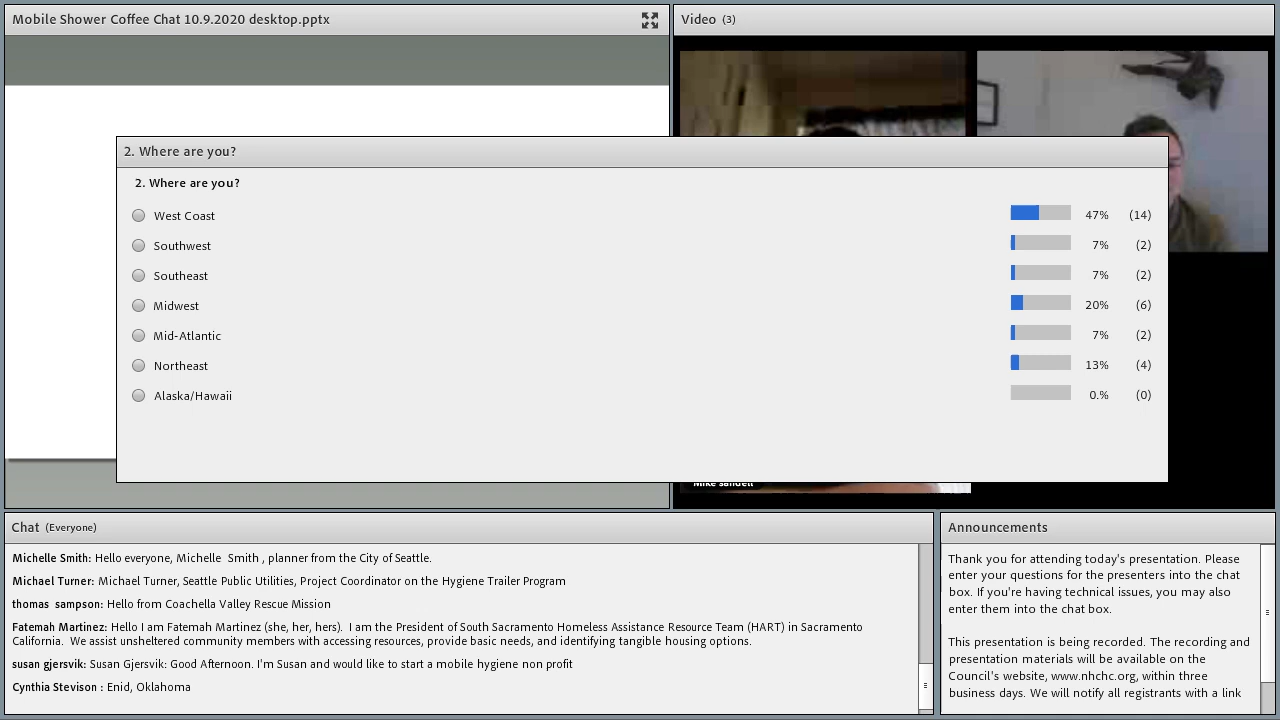 Mobile Shower Coffee Chat 10.9.2020 desktop.pptx
Video (3)
2. Where are you?
2. Where are you?
West Coast 47% (14)
Southwest 7% (2)
Southeast 7% (2)
Midwest 20% (6)
Mid-Atlantic 7% (2)
Northeast 13% (4)
Alaska/Hawaii 0.% (0)
Mike sandell
Chat (Everyone)
Michelle Smith: Hello everyone, Michelle Smith , planner from the City of Seattle.
Michael Turner: Michael Turner, Seattle Public Utilities, Project Coordinator on the Hygiene Trailer Program
thomas sampson: Hello from Coachella Valley Rescue Mission
Fatemah Martinez: Hello I am Fatemah Martinez (she, her, hers). I am the President of South Sacramento Homeless Assistance Resource Team (HART) in Sacramento
California. We assist unsheltered community members with accessing resources, provide basic needs, and identifying tangible housing options.
susan gjersvik: Susan Gjersvik: Good Afternoon. I'm Susan and would like to start a mobile hygiene non profit
Cynthia Stevison : Enid, Oklahoma
Announcements
Thank you for attending today's presentation. Please
enter your questions for the presenters into the chat
box. If you're having technical issues, you may also
enter them into the chat box.
This presentation is being recorded. The recording and
presentation materials will be available on the
Council's website, www.nhchc.org, within three
business days. We will notify all registrants with a link